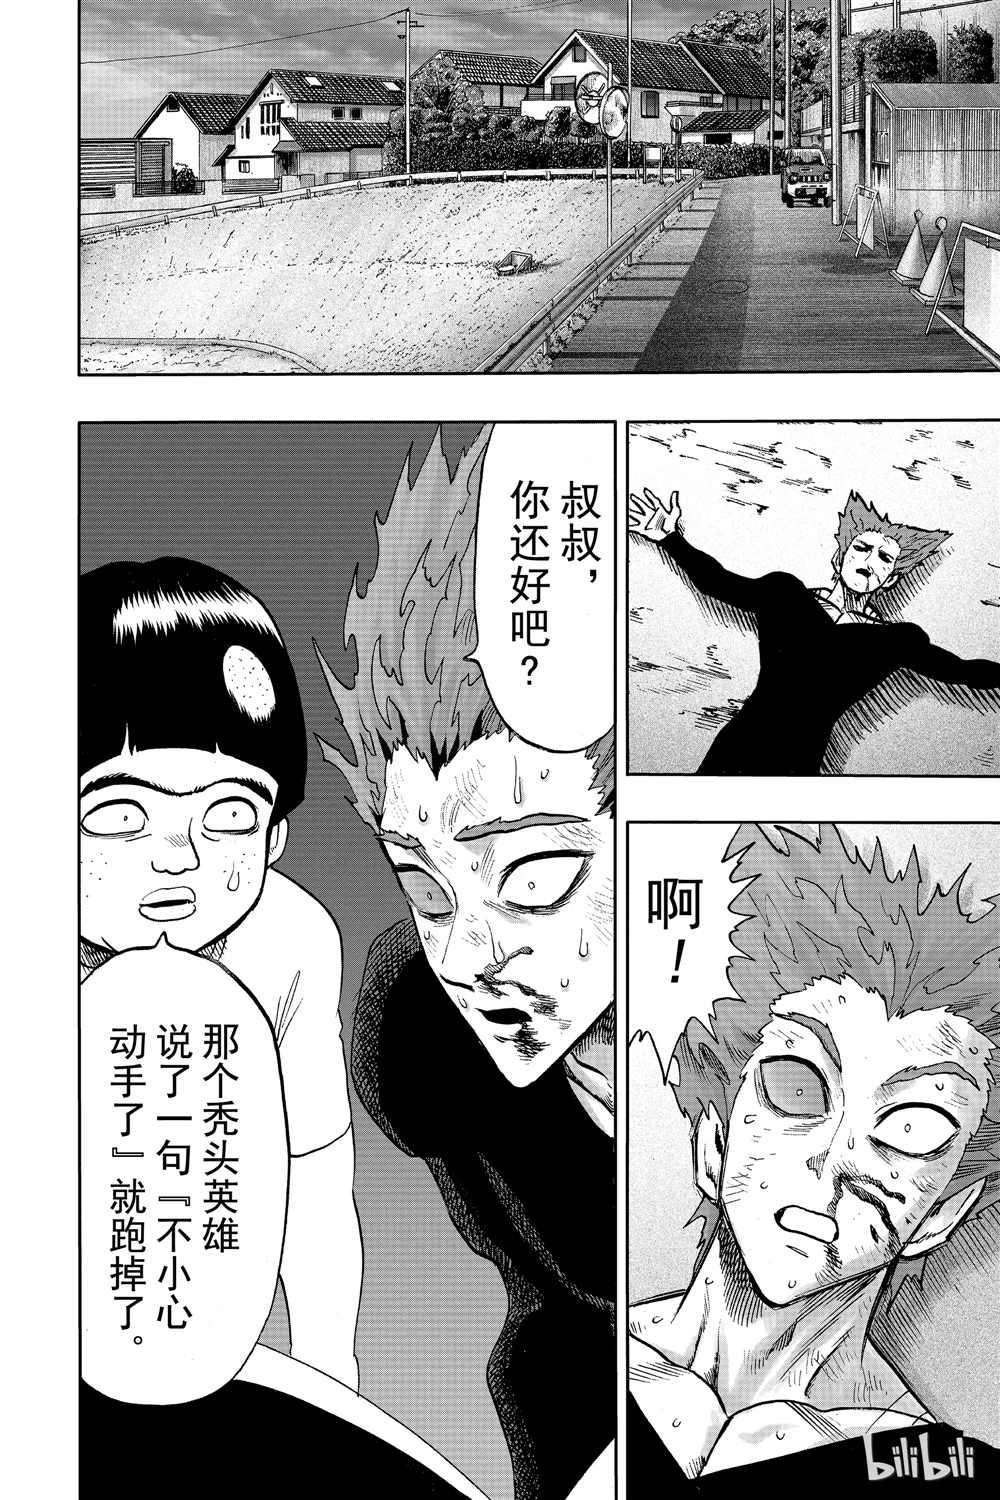 啊！
叔叔，
你还好吧？
那个秃头英雄
说了一句『不小心
动手了』就跑掉了。
bilibili